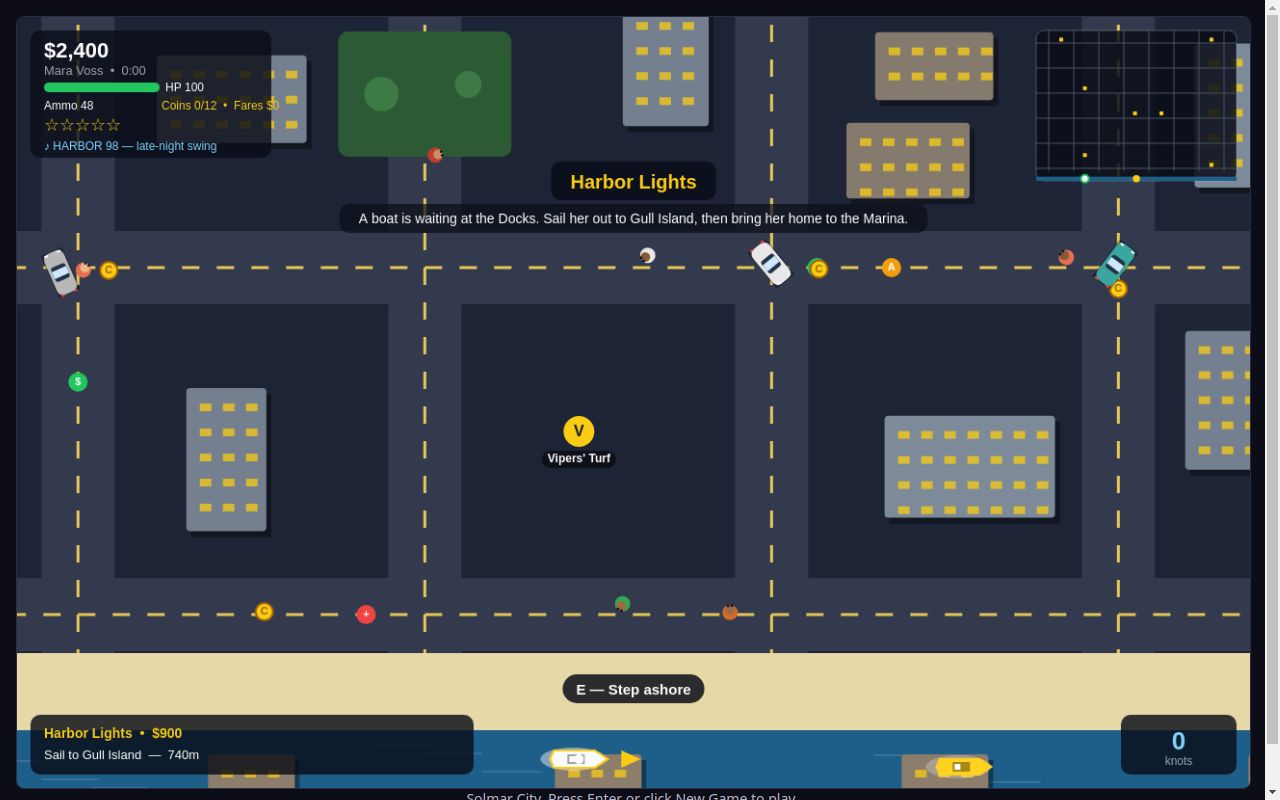 $2,400
Mara Voss • 0:00
HP 100
Ammo 48
Coins 0/12 • Fares $0
☆☆☆☆☆
♪ HARBOR 98 — late-night swing
Harbor Lights
A boat is waiting at the Docks. Sail her out to Gull Island, then bring her home to the Marina.
C
C
A
C
$
V
Vipers' Turf
C
+
E — Step ashore
Harbor Lights • $900
Sail to Gull Island — 740m
0
knots
Solmar City. Press Enter or click New Game to play.